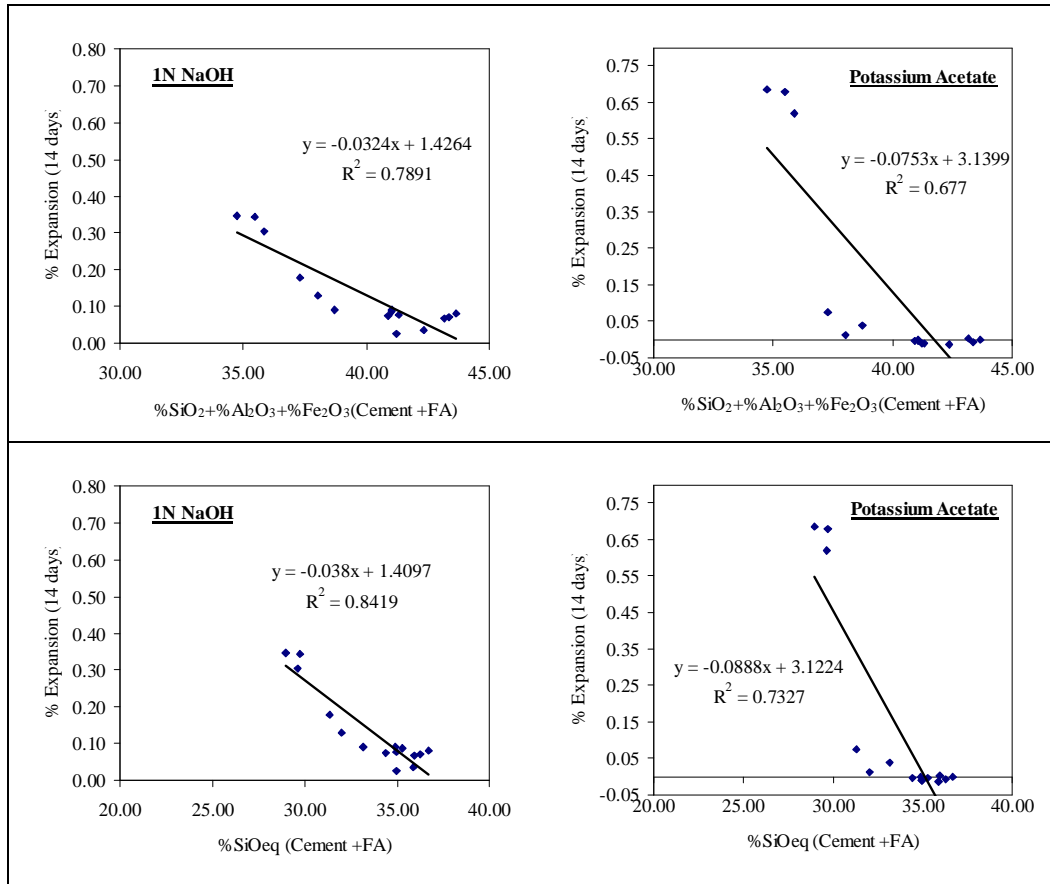 1N NaOH
y = -0.0324x + 1.4264
R² = 0.7891
0.80
0.70
0.60
0.50
0.40
0.30
0.20
0.10
0.00
30.00 35.00 40.00 45.00
% Expansion (14 days)
%SiO₂+%Al₂O₃+%Fe₂O₃(Cement +FA)
Potassium Acetate
y = -0.0753x + 3.1399
R² = 0.677
0.75
0.65
0.55
0.45
0.35
0.25
0.15
0.05
-0.05
30.00 35.00 40.00 45.00
% Expansion (14 days)
%SiO₂+%Al₂O₃+%Fe₂O₃(Cement +FA)
1N NaOH
y = -0.038x + 1.4097
R² = 0.8419
0.80
0.70
0.60
0.50
0.40
0.30
0.20
0.10
0.00
20.00 25.00 30.00 35.00 40.00
% Expansion (14 days)
%SiOeq (Cement +FA)
Potassium Acetate
y = -0.0888x + 3.1224
R² = 0.7327
0.75
0.65
0.55
0.45
0.35
0.25
0.15
0.05
-0.05
20.00 25.00 30.00 35.00 40.00
% Expansion (14 days)
%SiOeq (Cement +FA)